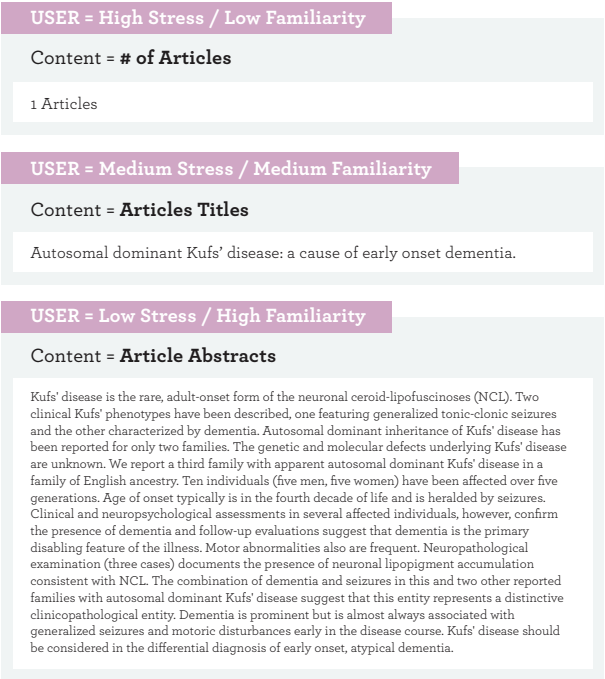 USER = High Stress / Low Familiarity
Content = # of Articles
1 Articles
USER = Medium Stress / Medium Familiarity
Content = Articles Titles
Autosomal dominant Kufs' disease: a cause of early onset dementia.
USER = Low Stress / High Familiarity
Content = Article Abstracts
Kufs' disease is the rare, adult-onset form of the neuronal ceroid-lipofuscinoses (NCL). Two
clinical Kufs' phenotypes have been described, one featuring generalized tonic-clonic seizures
and the other characterized by dementia. Autosomal dominant inheritance of Kufs' disease has
been reported for only two families. The genetic and molecular defects underlying Kufs' disease
are unknown. We report a third family with apparent autosomal dominant Kufs' disease in a
family of English ancestry. Ten individuals (five men, five women) have been affected over five
generations. Age of onset typically is in the fourth decade of life and is heralded by seizures.
Clinical and neuropsychological assessments in several affected individuals, however, confirm
the presence of dementia and follow-up evaluations suggest that dementia is the primary
disabling feature of the illness. Motor abnormalities also are frequent. Neuropathological
examination (three cases) documents the presence of neuronal lipopigment accumulation
consistent with NCL. The combination of dementia and seizures in this and two other reported
families with autosomal dominant Kufs' disease suggest that this entity represents a distinctive
clinicopathological entity. Dementia is prominent but is almost always associated with
generalized seizures and motoric disturbances early in the disease course. Kufs' disease should
be considered in the differential diagnosis of early onset, atypical dementia.